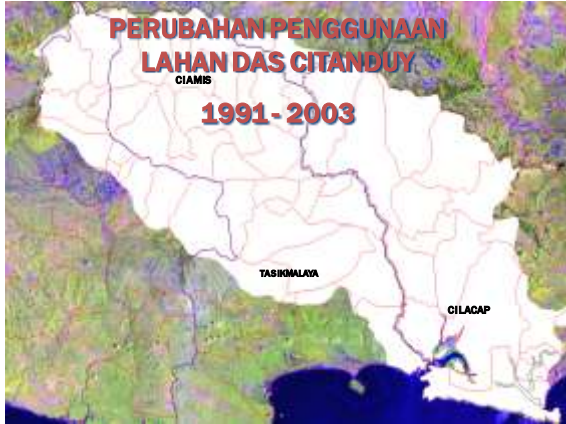 PERUBAHAN PENGGUNAAN
LAHAN DAS CITANDUY
CIAMIS
1991 - 2003
TASIKMALAYA
CILACAP